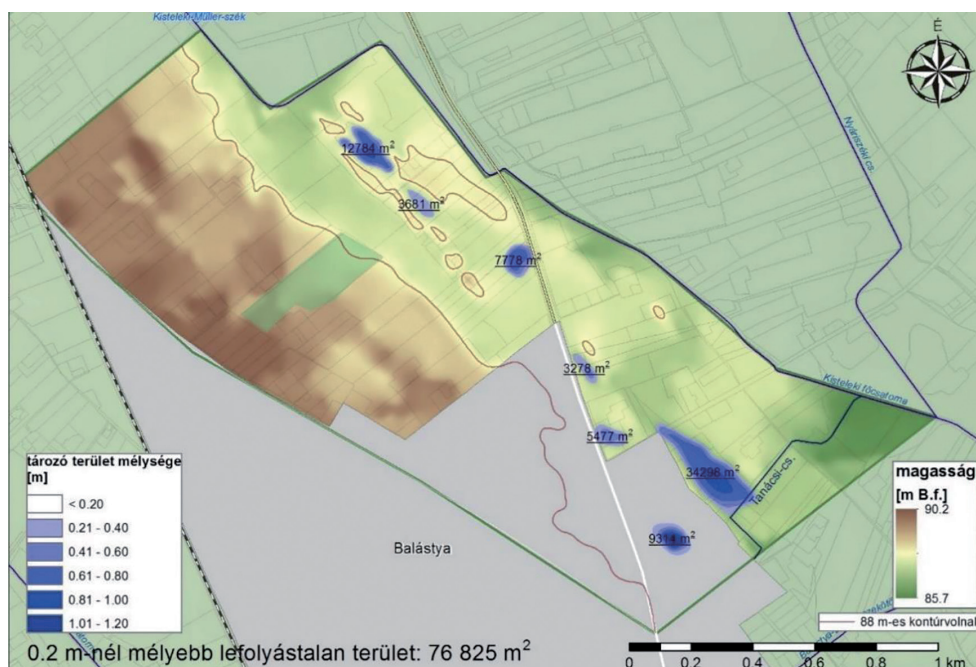 Kisteleki-Müller-szék
É
12784 m²
3681 m²
7778 m²
Nyáriszéki cs.
3278 m²
Kisteleki főcsatorna
5477 m²
34298 m²
Tanácsi-cs.
9314 m²
Balástya
tározó terület mélysége
[m]
< 0.20
0.21 - 0.40
0.41 - 0.60
0.61 - 0.80
0.81 - 1.00
1.01 - 1.20
magasság
[m B.f.]
90.2
85.7
88 m-es kontúrvonal
0.2 m-nél mélyebb lefolyástalan terület: 76 825 m²
0 0.2 0.4 0.6 0.8 1 km